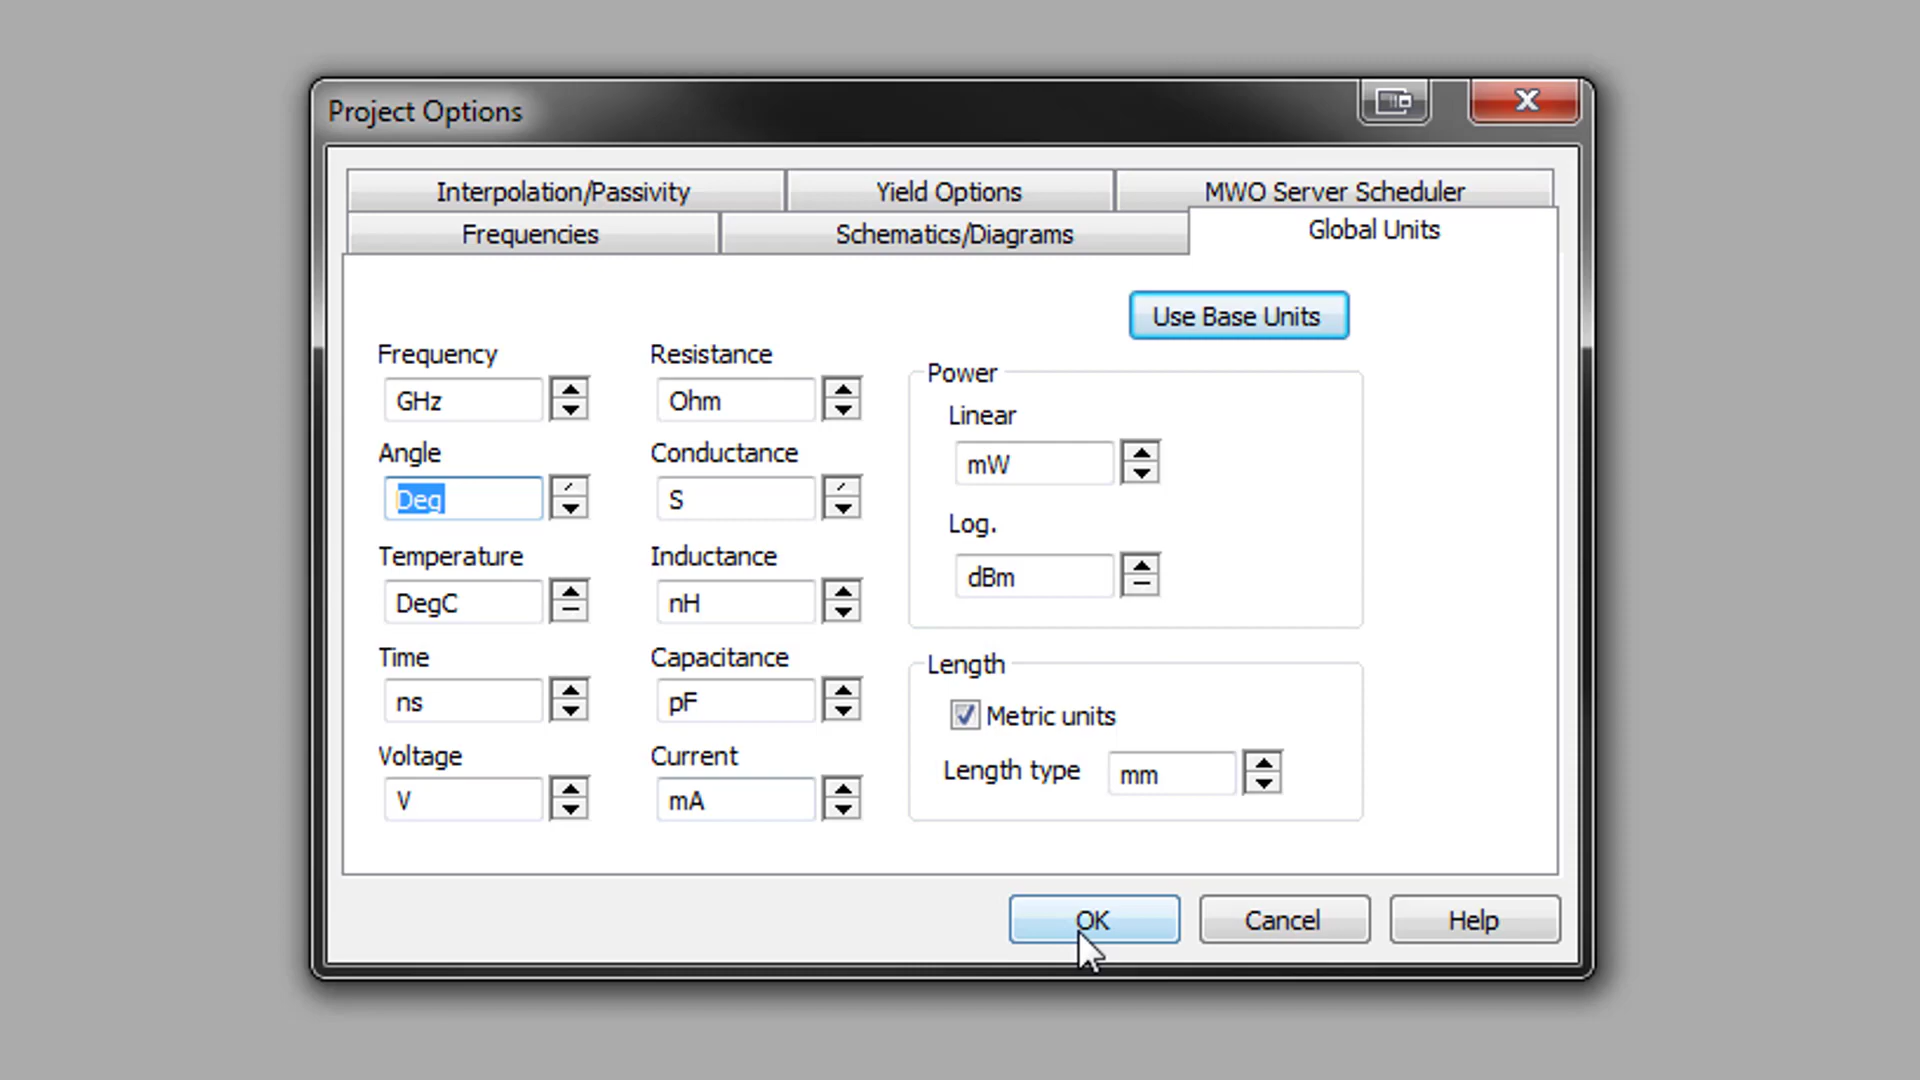 Project Options
Interpolation/Passivity Yield Options MWO Server Scheduler
Frequencies Schematics/Diagrams Global Units
Use Base Units
Frequency Resistance
GHz Ohm
Power
Linear
mW
Angle Conductance
Deg S
Log.
dBm
Temperature Inductance
DegC nH
Time Capacitance
ns pF
Length
Metric units
Length type mm
Voltage Current
V mA
OK Cancel Help